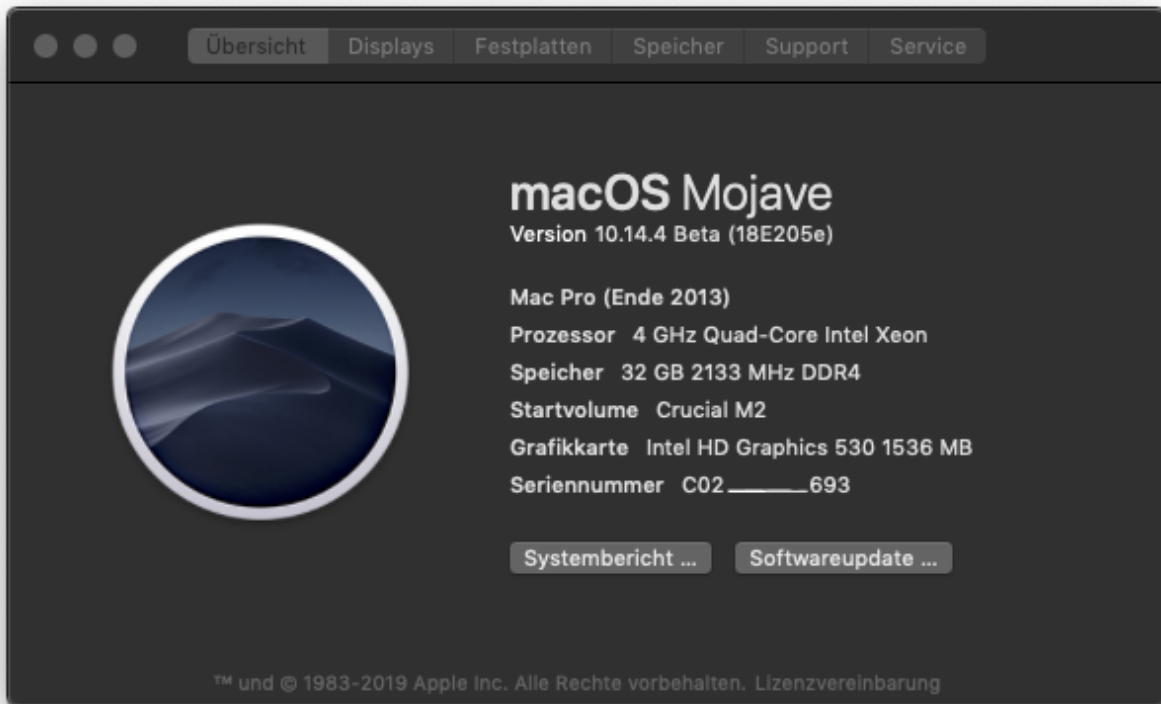 Übersicht Displays Festplatten Speicher Support Service
macOS Mojave
Version 10.14.4 Beta (18E205e)
Mac Pro (Ende 2013)
Prozessor 4 GHz Quad-Core Intel Xeon
Speicher 32 GB 2133 MHz DDR4
Startvolume Crucial M2
Grafikkarte Intel HD Graphics 530 1536 MB
Seriennummer C02 693
Systembericht ... Softwareupdate ...
™ und © 1983-2019 Apple Inc. Alle Rechte vorbehalten. Lizenzvereinbarung